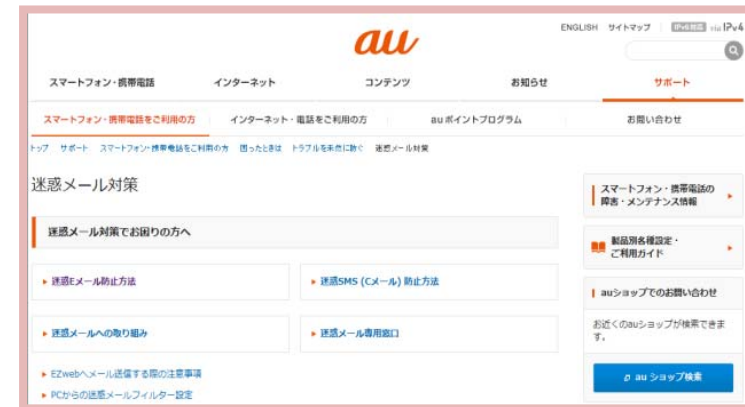 au
ENGLISH サイトマップ IPv6対応 via IPv4
スマートフォン・携帯電話 インターネット コンテンツ お知らせ サポート
スマートフォン・携帯電話をご利用の方 インターネット・電話をご利用の方 au ポイントプログラム お問い合わせ
トップ サポート スマートフォン・携帯電話をご利用の方 困ったときは トラブルを未然に防ぐ 迷惑メール対策
迷惑メール対策
迷惑メール対策でお困りの方へ
迷惑Eメール防止方法 迷惑SMS (Cメール) 防止方法
迷惑メールへの取り組み 迷惑メール専用窓口
EZwebへメール送信する際の注意事項
PCからの迷惑メールフィルター設定
スマートフォン・携帯電話の
障害・メンテナンス情報
製品別各種設定・
ご利用ガイド
auショップでのお問い合わせ
お近くのauショップが検索できま
す。
au ショップ検索